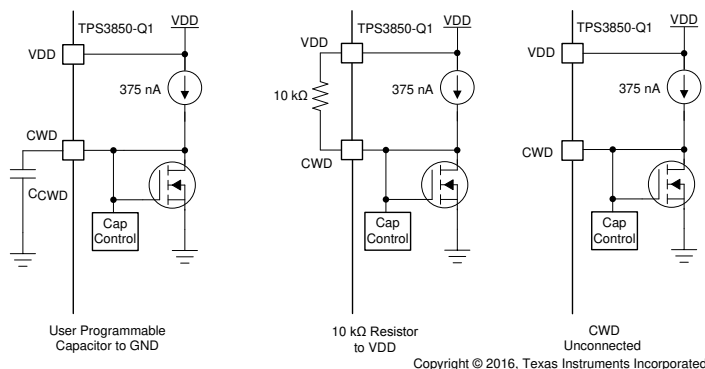 TPS3850-Q1
VDD
VDD
375 nA
CWD
CCWD
Cap
Control
User Programmable
Capacitor to GND
TPS3850-Q1
VDD
VDD
10 kΩ
375 nA
CWD
Cap
Control
10 kΩ Resistor
to VDD
TPS3850-Q1
VDD
VDD
375 nA
CWD
Cap
Control
CWD
Unconnected
Copyright © 2016, Texas Instruments Incorporated